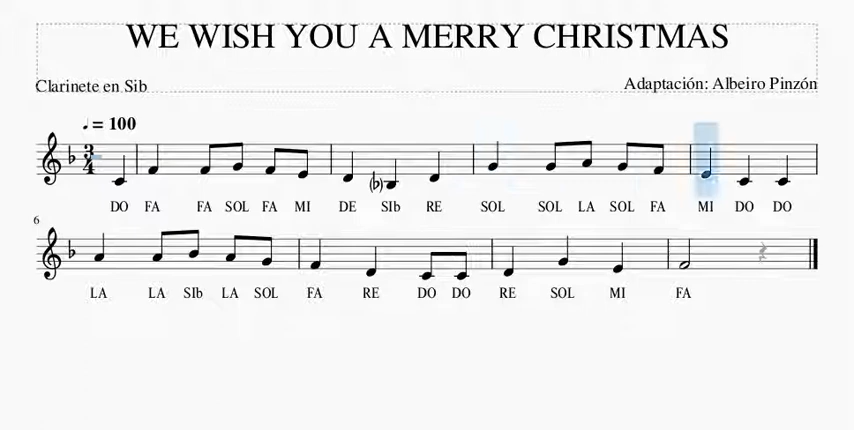 WE WISH YOU A MERRY CHRISTMAS
Clarinete en Sib
Adaptación: Albeiro Pinzón
♩ = 100
3
4
(b)
DO FA FA SOL FA MI DE SIb RE SOL SOL LA SOL FA MI DO DO
6
LA LA SIb LA SOL FA RE DO DO RE SOL MI FA